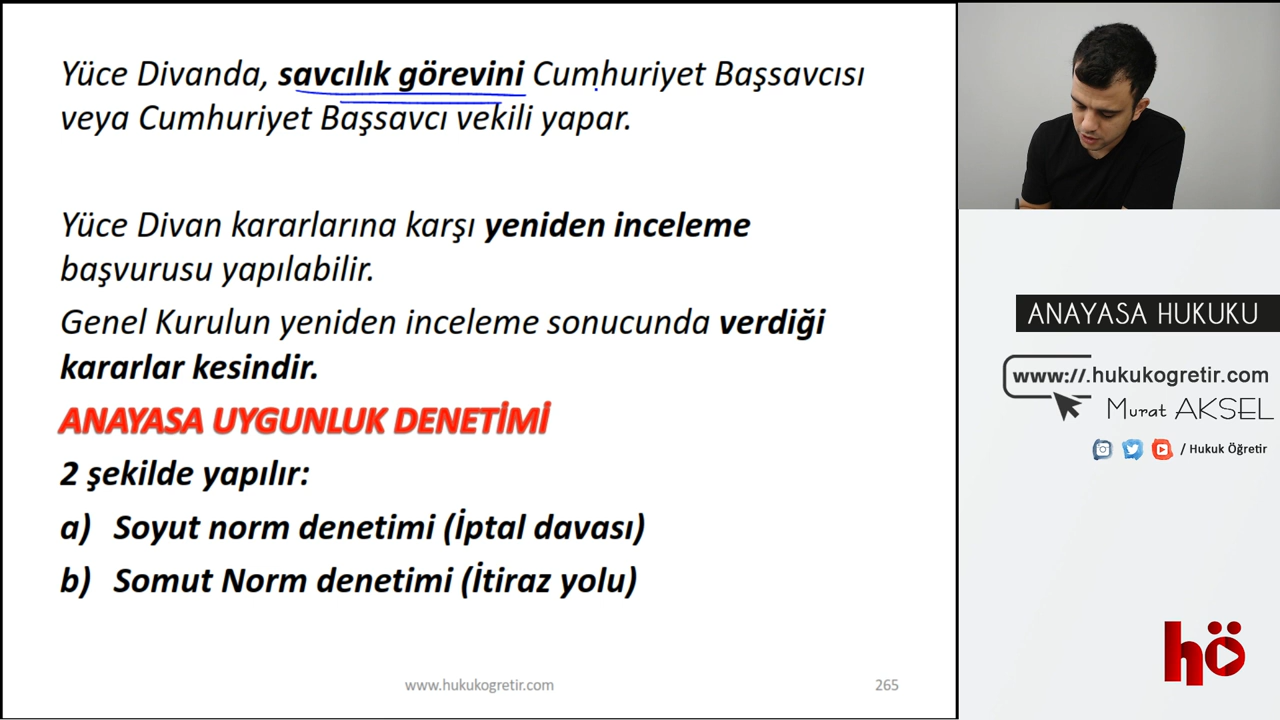 Yüce Divanda, savcılık görevini Cumhuriyet Başsavcısı
veya Cumhuriyet Başsavcı vekili yapar.
Yüce Divan kararlarına karşı yeniden inceleme
başvurusu yapılabilir.
Genel Kurulun yeniden inceleme sonucunda verdiği
kararlar kesindir.
ANAYASA UYGUNLUK DENETİMİ
2 şekilde yapılır:
a) Soyut norm denetimi (İptal davası)
b) Somut Norm denetimi (İtiraz yolu)
www.hukukogretir.com
265
ANAYASA HUKUKU
www://.hukukogretir.com
Murat AKSEL
/ Hukuk Öğretir
hö